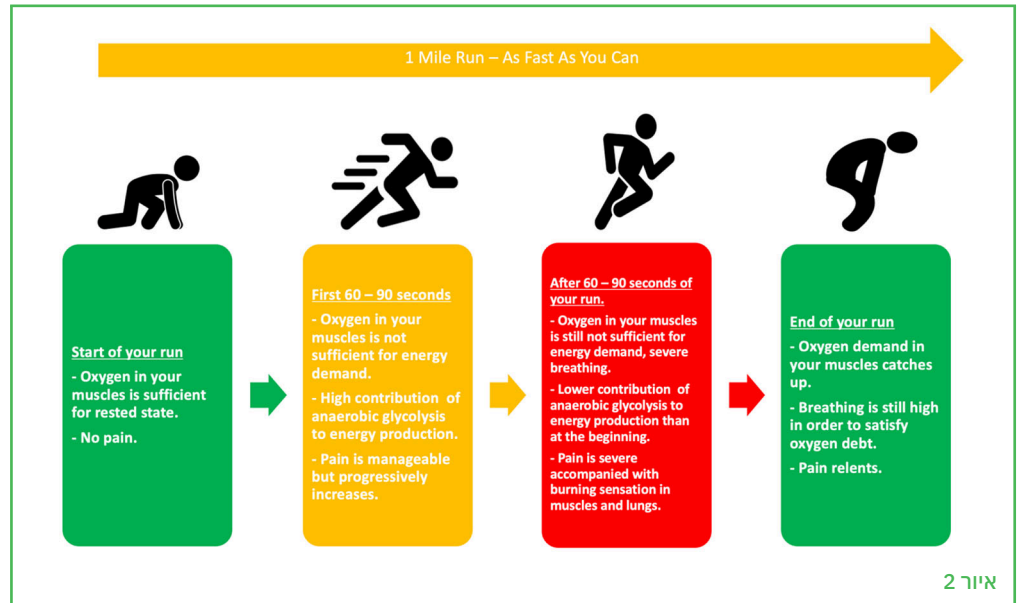 1 Mile Run – As Fast As You Can
Start of your run
- Oxygen in your
muscles is sufficient
for rested state.
- No pain.
First 60 – 90 seconds
- Oxygen in your
muscles is not
sufficient for energy
demand.
- High contribution of
anaerobic glycolysis
to energy production.
- Pain is manageable
but progressively
increases.
After 60 – 90 seconds of
your run.
- Oxygen in your muscles
is still not sufficient for
energy demand, severe
breathing.
- Lower contribution of
anaerobic glycolysis to
energy production than
at the beginning.
- Pain is severe
accompanied with
burning sensation in
muscles and lungs.
End of your run
- Oxygen demand in
your muscles catches
up.
- Breathing is still high
in order to satisfy
oxygen debt.
- Pain relents.
איור 2